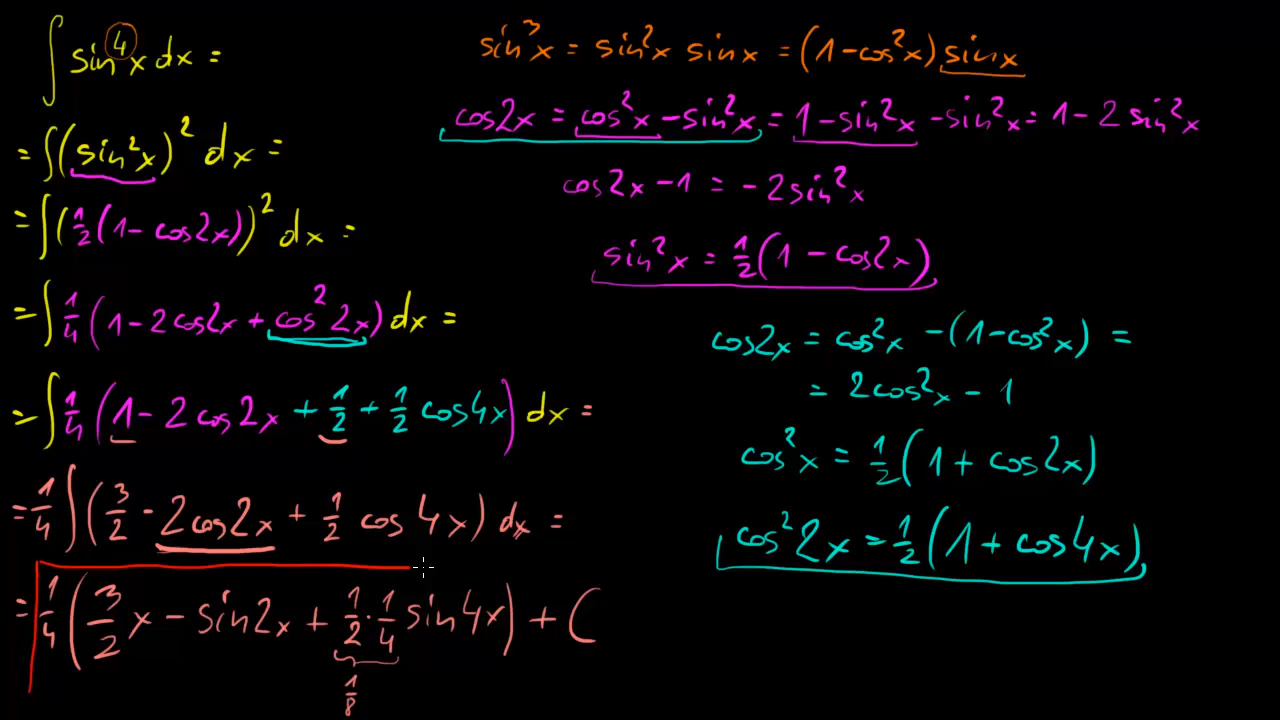 ∫ sin⁴x dx =
= ∫ (sin²x)² dx =
= ∫ (½(1 - cos2x))² dx =
= ∫ ¼ (1 - 2cos2x + cos²2x) dx =
= ∫ ¼ (1 - 2cos2x + ½ + ½ cos4x) dx =
= ¼ ∫ (3/2 - 2cos2x + ½ cos4x) dx =
= ¼ (3/2 x - sin2x + ½ · ¼ sin4x) + C
1/8
sin³x = sin²x sinx = (1 - cos²x) sinx
cos2x = cos²x - sin²x = 1 - sin²x - sin²x = 1 - 2 sin²x
cos2x - 1 = - 2sin²x
sin²x = ½ (1 - cos2x)
cos2x = cos²x - (1 - cos²x) =
= 2cos²x - 1
cos²x = ½ (1 + cos2x)
cos²2x = ½ (1 + cos4x)